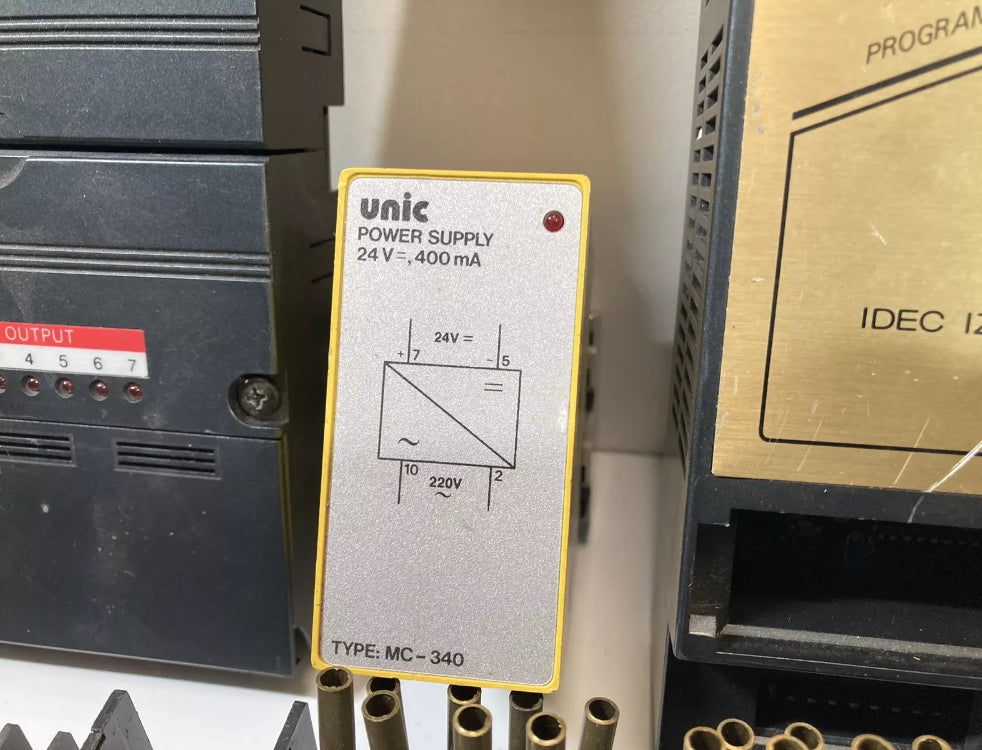 unic
POWER SUPPLY
24 V=, 400 mA
24V =
+ 7
- 5
10
220V
~
2
TYPE: MC-340
OUTPUT
4 5 6 7
IDEC